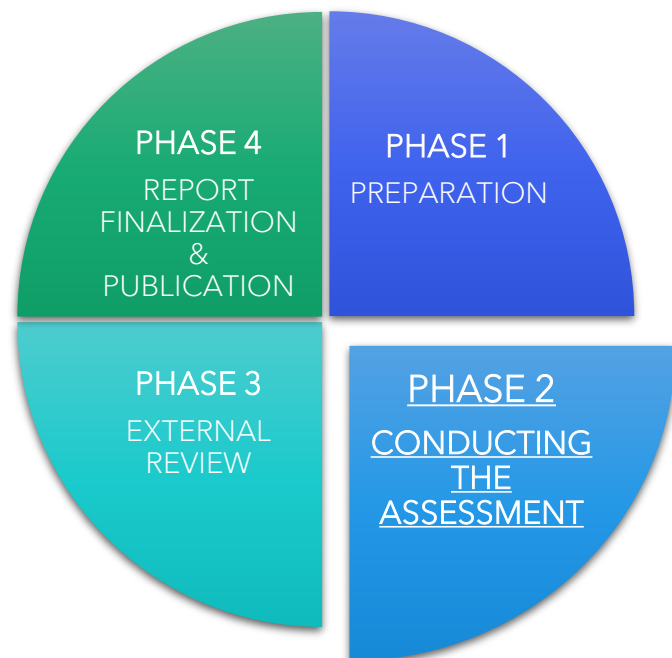 PHASE 1
PREPARATION
PHASE 2
CONDUCTING
THE
ASSESSMENT
PHASE 3
EXTERNAL
REVIEW
PHASE 4
REPORT
FINALIZATION
&
PUBLICATION